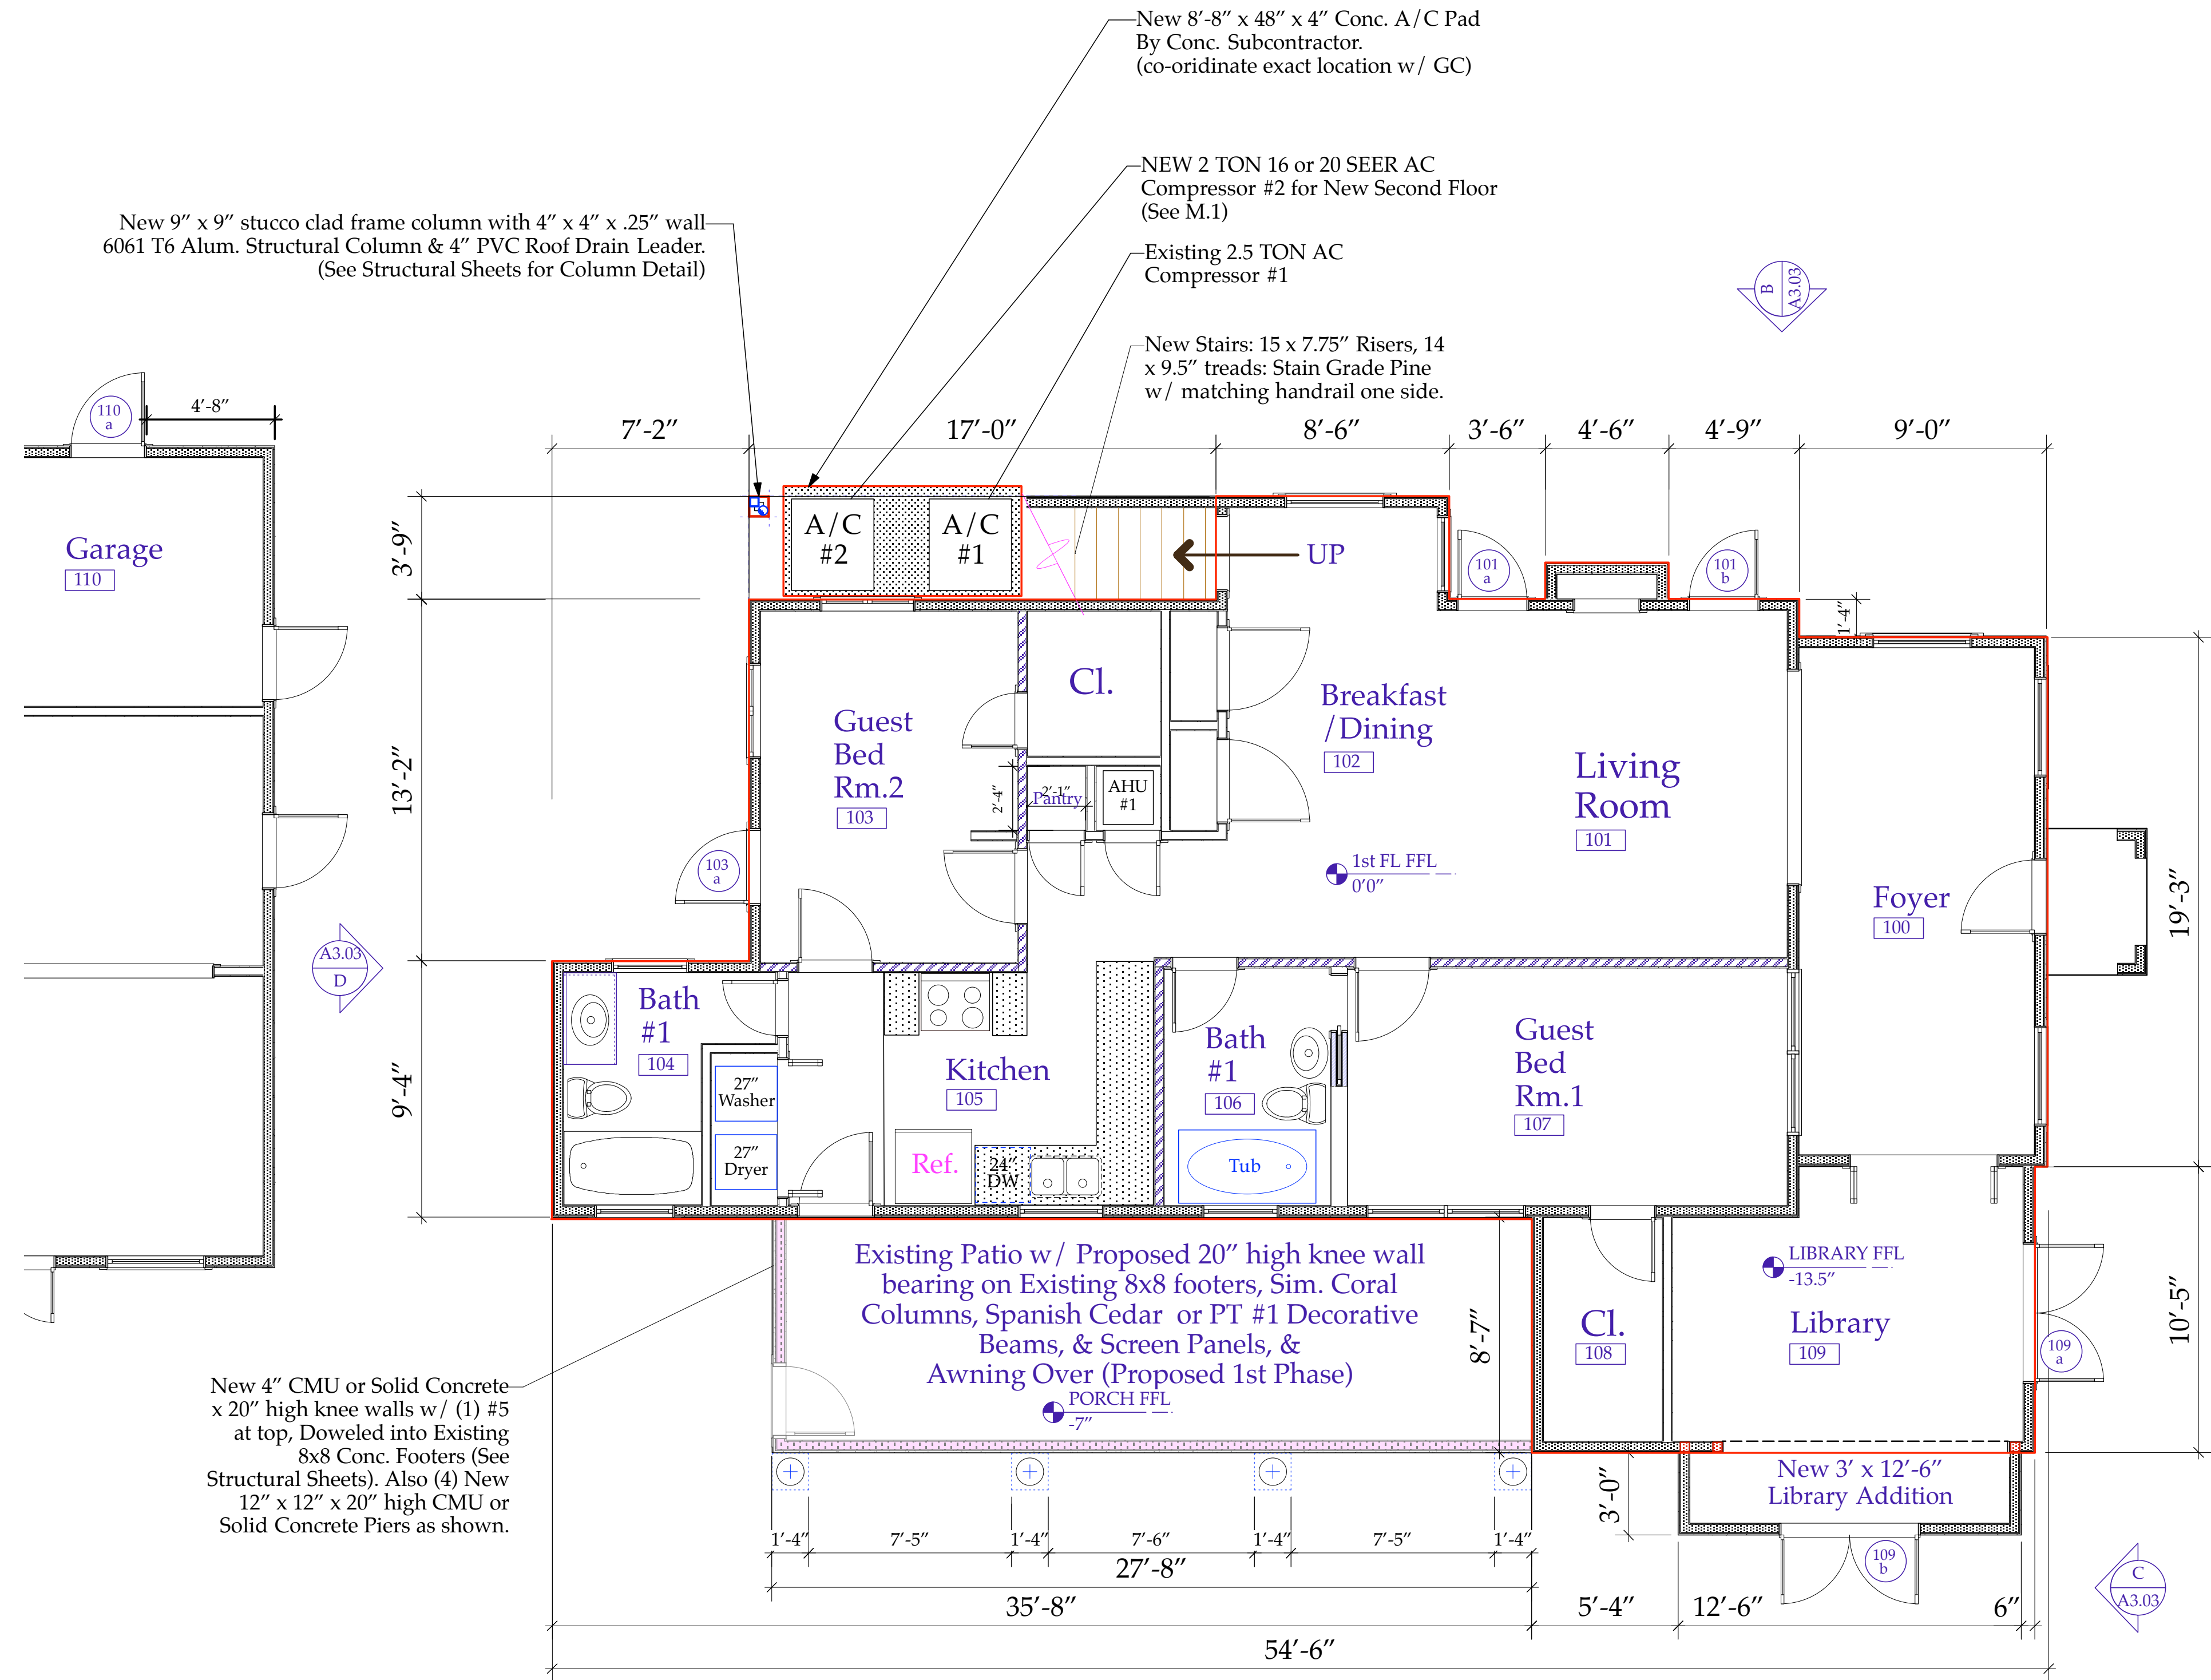 New 8′-8″ x 48″ x 4″ Conc. A/C Pad
By Conc. Subcontractor.
(co-oridinate exact location w/ GC)
NEW 2 TON 16 or 20 SEER AC
Compressor #2 for New Second Floor
(See M.1)
New 9″ x 9″ stucco clad frame column with 4″ x 4″ x .25″ wall
6061 T6 Alum. Structural Column & 4″ PVC Roof Drain Leader.
(See Structural Sheets for Column Detail)
Existing 2.5 TON AC
Compressor #1
B
A3.03
New Stairs: 15 x 7.75″ Risers, 14
x 9.5″ treads: Stain Grade Pine
w/ matching handrail one side.
110
a
4′-8″
7′-2″
17′-0″
8′-6″
3′-6″
4′-6″
4′-9″
9′-0″
3′-9″
13′-2″
9′-4″
Garage
110
A/C
#2
A/C
#1
UP
101
a
101
b
1′-4″
Guest
Bed
Rm.2
103
Cl.
2′-4″
2′-1″
Pantry
AHU
#1
Breakfast
/Dining
102
Living
Room
101
1st FL FFL
0′0″
103
a
Foyer
100
19′-3″
A3.03
D
Bath
#1
104
27″
Washer
27″
Dryer
Kitchen
105
Ref.
24″
DW
Bath
#1
106
Tub
Guest
Bed
Rm.1
107
Existing Patio w/ Proposed 20″ high knee wall
bearing on Existing 8x8 footers, Sim. Coral
Columns, Spanish Cedar or PT #1 Decorative
Beams, & Screen Panels, &
Awning Over (Proposed 1st Phase)
PORCH FFL
-7″
8′-7″
Cl.
108
LIBRARY FFL
-13.5″
Library
109
109
a
10′-5″
New 4″ CMU or Solid Concrete
x 20″ high knee walls w/ (1) #5
at top, Doweled into Existing
8x8 Conc. Footers (See
Structural Sheets). Also (4) New
12″ x 12″ x 20″ high CMU or
Solid Concrete Piers as shown.
New 3′ x 12′-6″
Library Addition
3′-0″
109
b
1′-4″
7′-5″
1′-4″
7′-6″
1′-4″
7′-5″
1′-4″
27′-8″
35′-8″
5′-4″
12′-6″
6″
54′-6″
C
A3.03